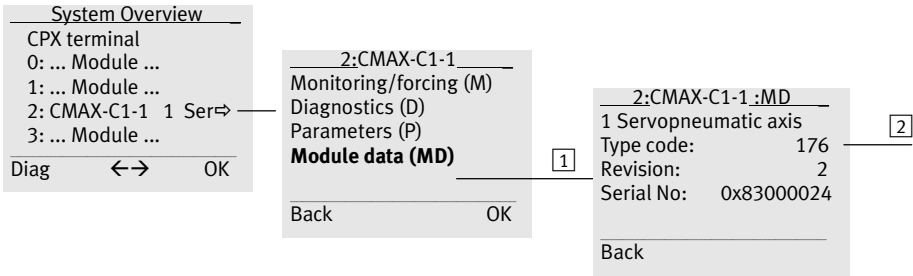 System Overview _
CPX terminal
0: ... Module ...
1: ... Module ...
2: CMAX-C1-1 1 Ser⇨
3: ... Module ...
Diag ←→ OK
2:CMAX-C1-1 _
Monitoring/forcing (M)
Diagnostics (D)
Parameters (P)
Module data (MD)
Back OK
1
2:CMAX-C1-1 :MD _
1 Servopneumatic axis
Type code: 176
Revision: 2
Serial No: 0x83000024
Back
2